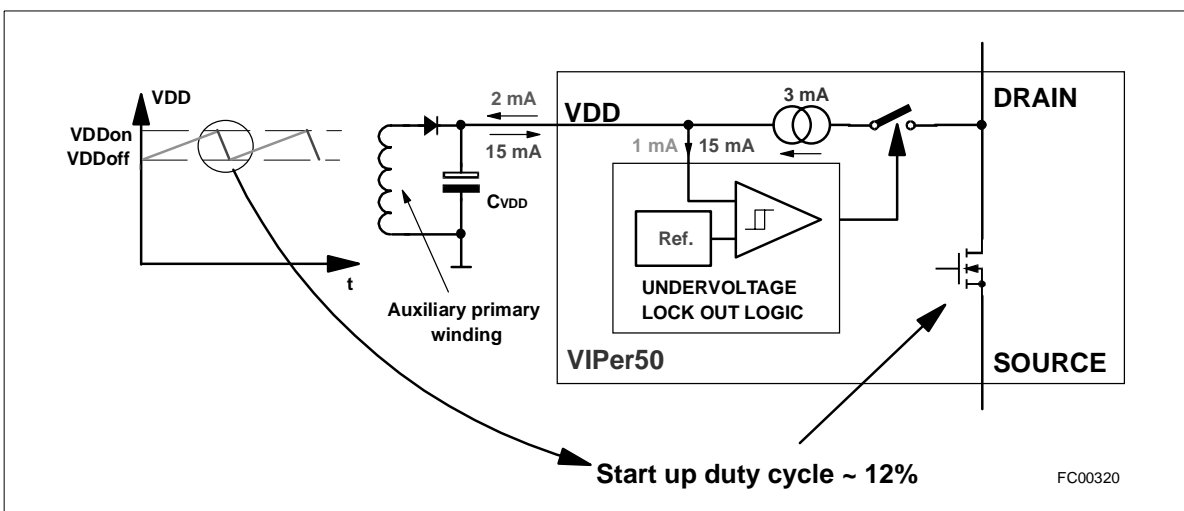 VDD
VDDon
VDDoff
t
2 mA
15 mA
CVDD
Auxiliary primary
winding
VDD
3 mA
1 mA 15 mA
Ref.
UNDERVOLTAGE
LOCK OUT LOGIC
VIPer50
DRAIN
SOURCE
Start up duty cycle ~ 12%
FC00320